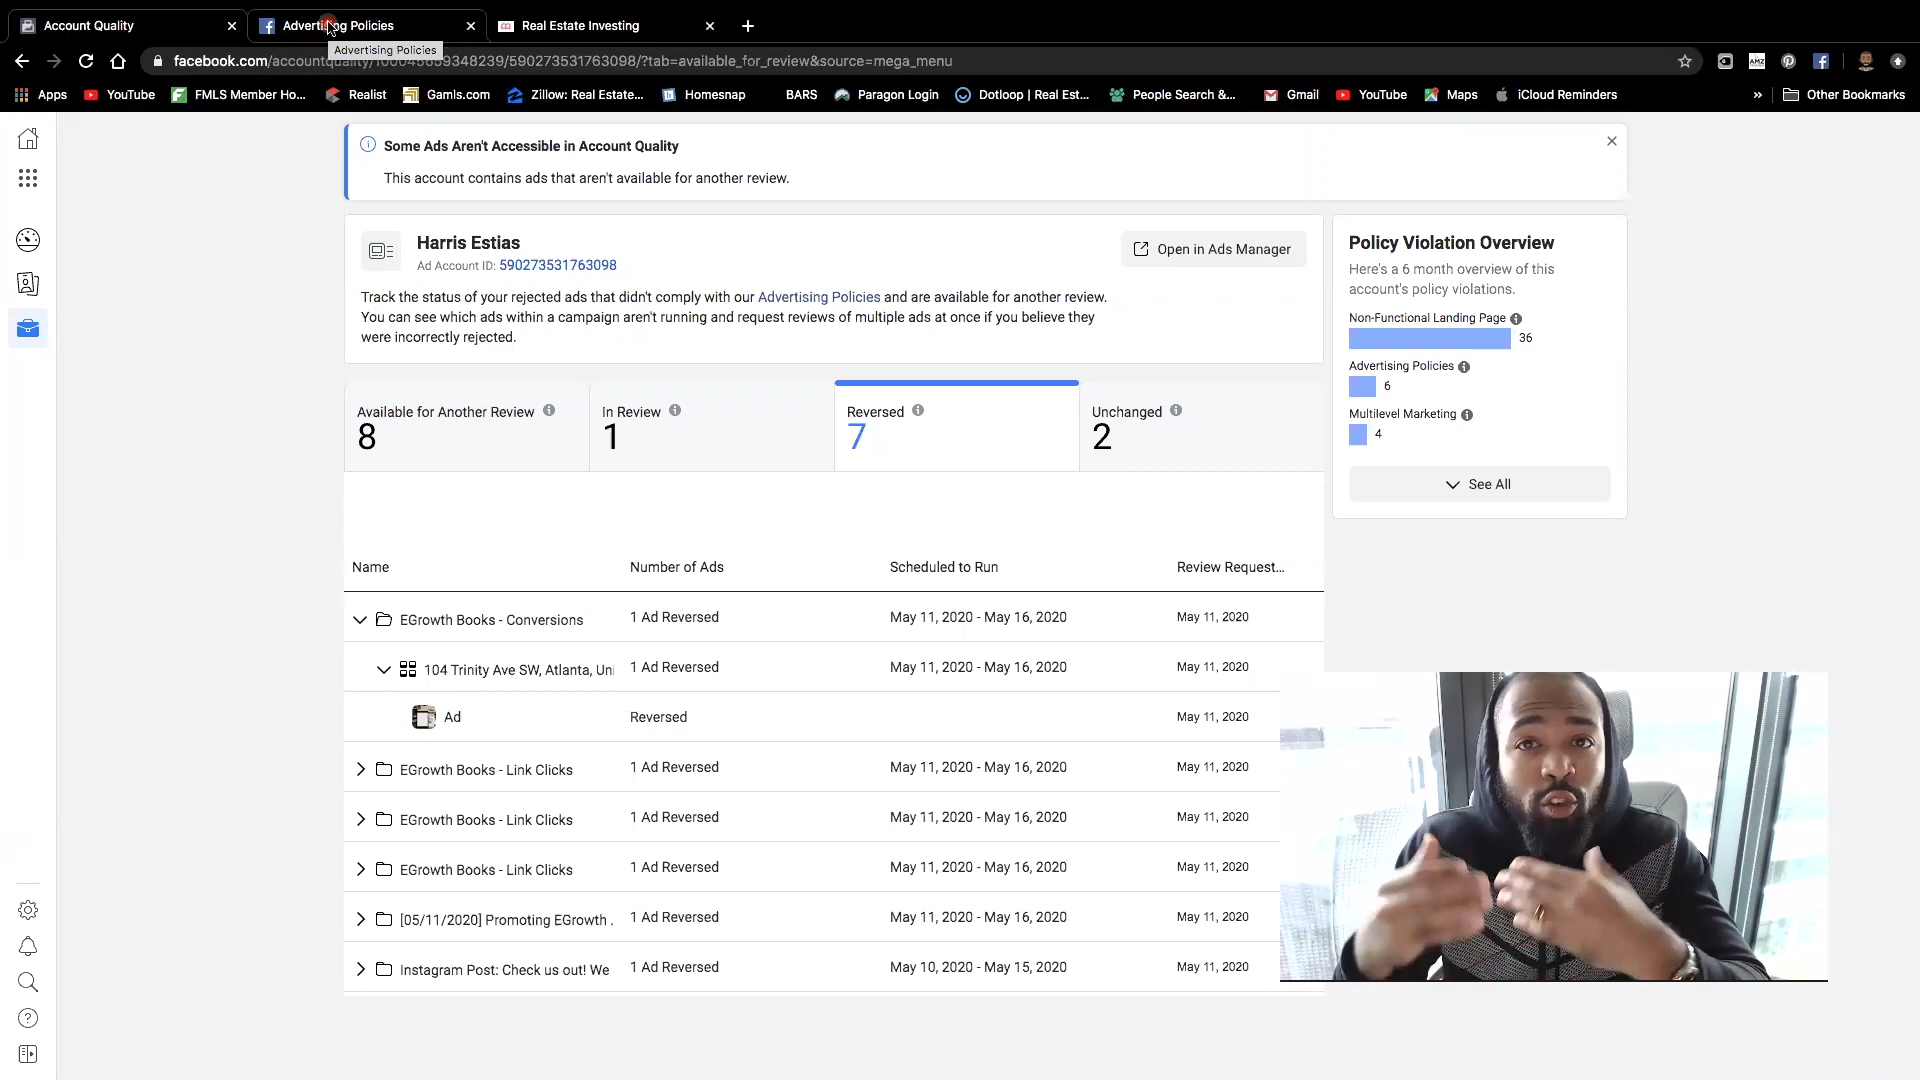 Account Quality
Advertising Policies
Real Estate Investing
Advertising Policies
facebook.com/accountquality/100045659348239/590273531763098/?tab=available_for_review&source=mega_menu
Apps
YouTube
FMLS Member Ho...
Realist
Gamls.com
Zillow: Real Estate...
Homesnap
BARS
Paragon Login
Dotloop | Real Est...
People Search &...
Gmail
YouTube
Maps
iCloud Reminders
»
Other Bookmarks
Some Ads Aren't Accessible in Account Quality
This account contains ads that aren't available for another review.
Harris Estias
Ad Account ID: 590273531763098
Open in Ads Manager
Track the status of your rejected ads that didn't comply with our Advertising Policies and are available for another review.
You can see which ads within a campaign aren't running and request reviews of multiple ads at once if you believe they
were incorrectly rejected.
Policy Violation Overview
Here's a 6 month overview of this
account's policy violations.
Non-Functional Landing Page
36
Advertising Policies
6
Multilevel Marketing
4
See All
Available for Another Review
8
In Review
1
Reversed
7
Unchanged
2
Name Number of Ads Scheduled to Run Review Request...
EGrowth Books - Conversions 1 Ad Reversed May 11, 2020 - May 16, 2020 May 11, 2020
104 Trinity Ave SW, Atlanta, Uni 1 Ad Reversed May 11, 2020 - May 16, 2020 May 11, 2020
Ad Reversed May 11, 2020
EGrowth Books - Link Clicks 1 Ad Reversed May 11, 2020 - May 16, 2020 May 11, 2020
EGrowth Books - Link Clicks 1 Ad Reversed May 11, 2020 - May 16, 2020 May 11, 2020
EGrowth Books - Link Clicks 1 Ad Reversed May 11, 2020 - May 16, 2020 May 11, 2020
[05/11/2020] Promoting EGrowth . 1 Ad Reversed May 11, 2020 - May 16, 2020 May 11, 2020
Instagram Post: Check us out! We 1 Ad Reversed May 10, 2020 - May 15, 2020 May 11, 2020